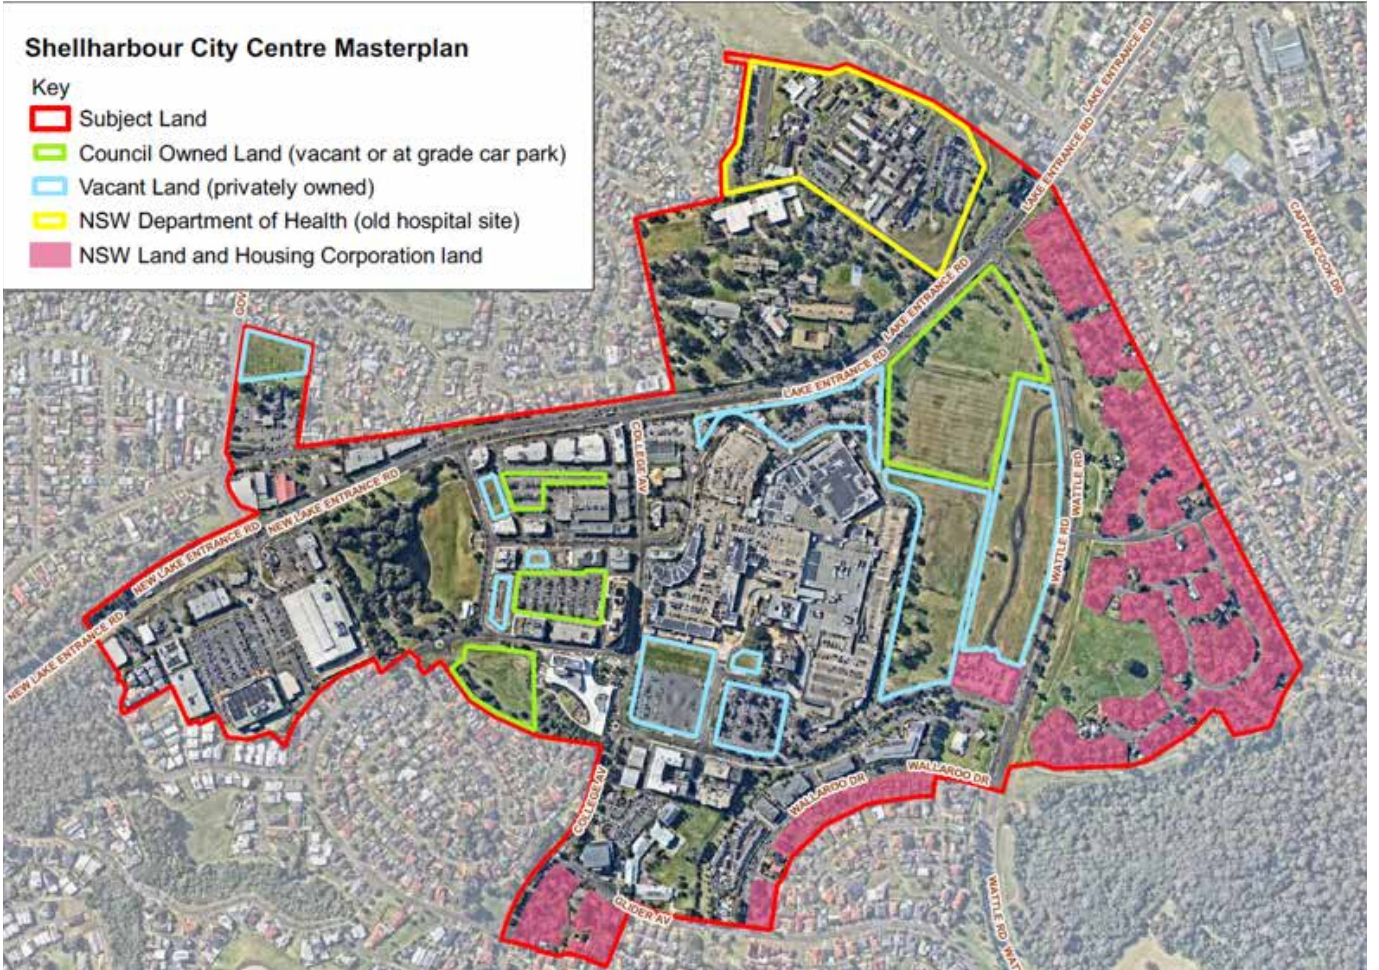 Shellharbour City Centre Masterplan
Key
Subject Land
Council Owned Land (vacant or at grade car park)
Vacant Land (privately owned)
NSW Department of Health (old hospital site)
NSW Land and Housing Corporation land
LAKE ENTRANCE RD
LAKE ENTRANCE RD
LAKE ENTRANCE RD
CAPTAIN COOK DR
LAKE ENTRANCE RD
LAKE ENTRANCE RD
GOV
COLLEGE AV
WATTLE RD
NEW LAKE ENTRANCE RD
NEW LAKE ENTRANCE RD
WATTLE RD
NEW LAKE ENTRANCE RD
WALLAROO DR
WALLAROO DR
COLLEGE AV
GLIDER AV
WATTLE RD
WAT